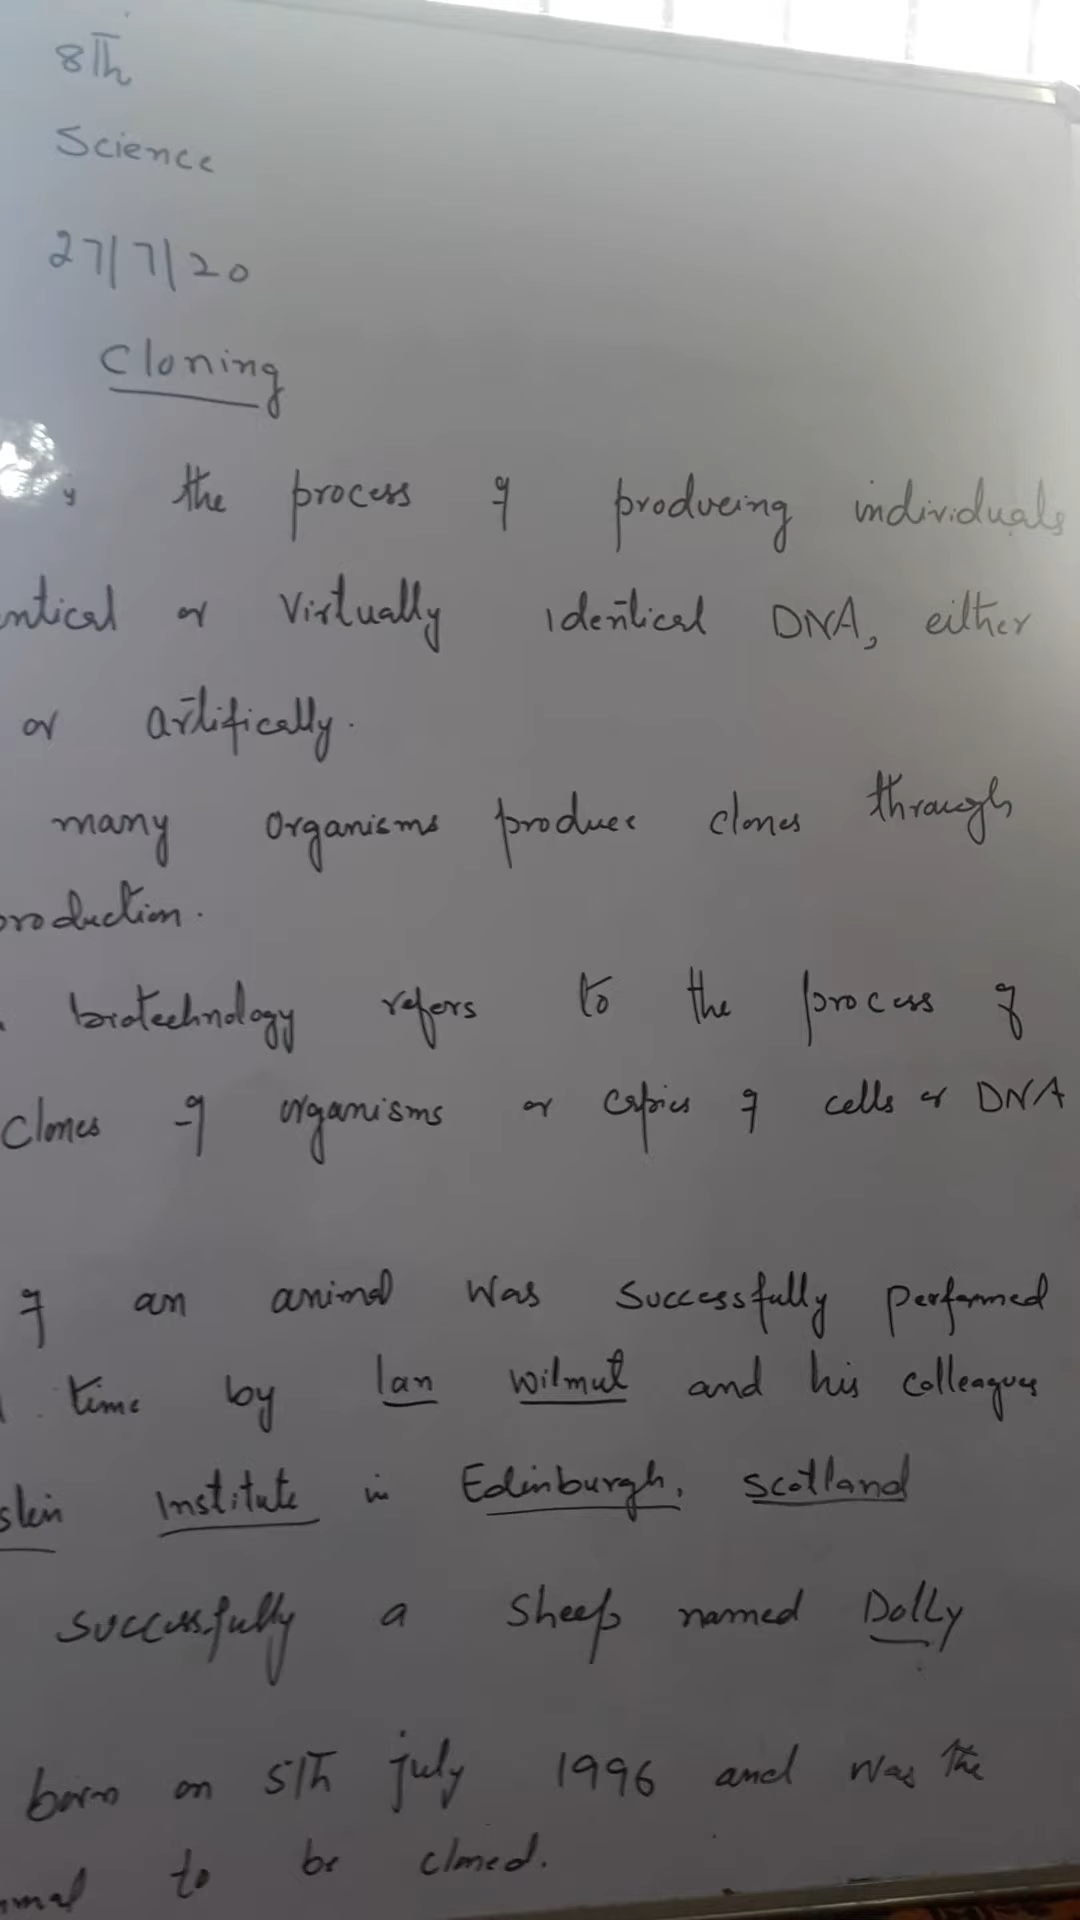 8Th
Science
27/7/20
Cloning
the process of producing individuals
ntical or Virtually identical DNA, either
or artifically.
many organisms produce clones through
production.
biotechnology refers to the process of
clones of organisms or copies of cells or DNA
of an animal was successfully performed
time by Ian wilmut and his colleagues
slin Institute in Edinburgh, scotland
successfully a sheep named Dolly
born on 5Th july 1996 and was the
mal to be cloned.